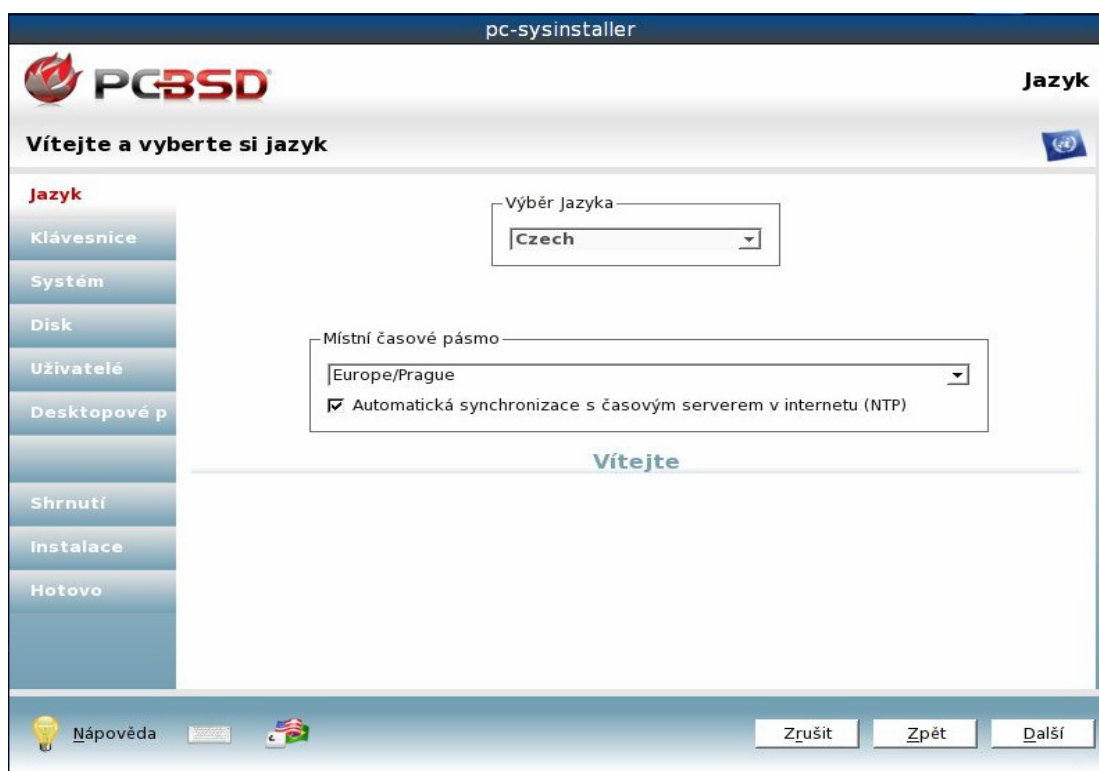 pc-sysinstaller
PCBSD
Jazyk
Vítejte a vyberte si jazyk
Jazyk
Klávesnice
Systém
Disk
Uživatelé
Desktopové p
Shrnutí
Instalace
Hotovo
Výběr Jazyka
Czech
Místní časové pásmo
Europe/Prague
Automatická synchronizace s časovým serverem v internetu (NTP)
Vítejte
Nápověda
Zrušit
Zpět
Další